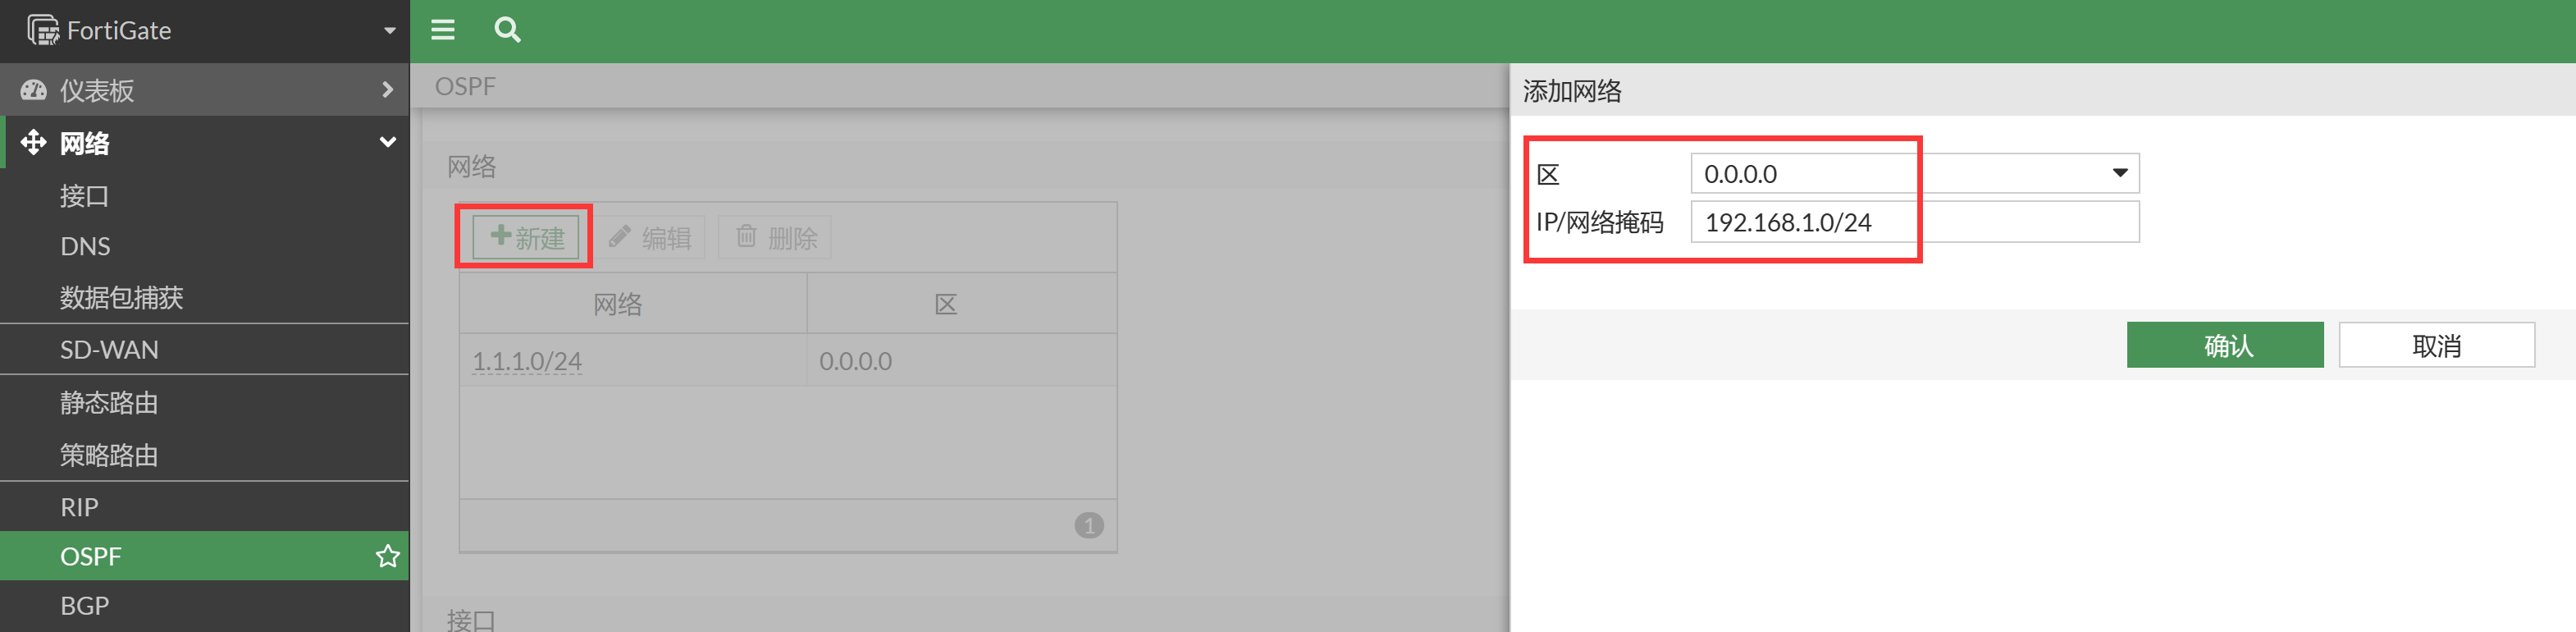 FortiGate
仪表板
网络
接口
DNS
数据包捕获
SD-WAN
静态路由
策略路由
RIP
OSPF
BGP
OSPF
网络
新建 编辑 删除
网络 区
1.1.1.0/24 0.0.0.0
1
接口
添加网络
区 0.0.0.0
IP/网络掩码 192.168.1.0/24
确认 取消